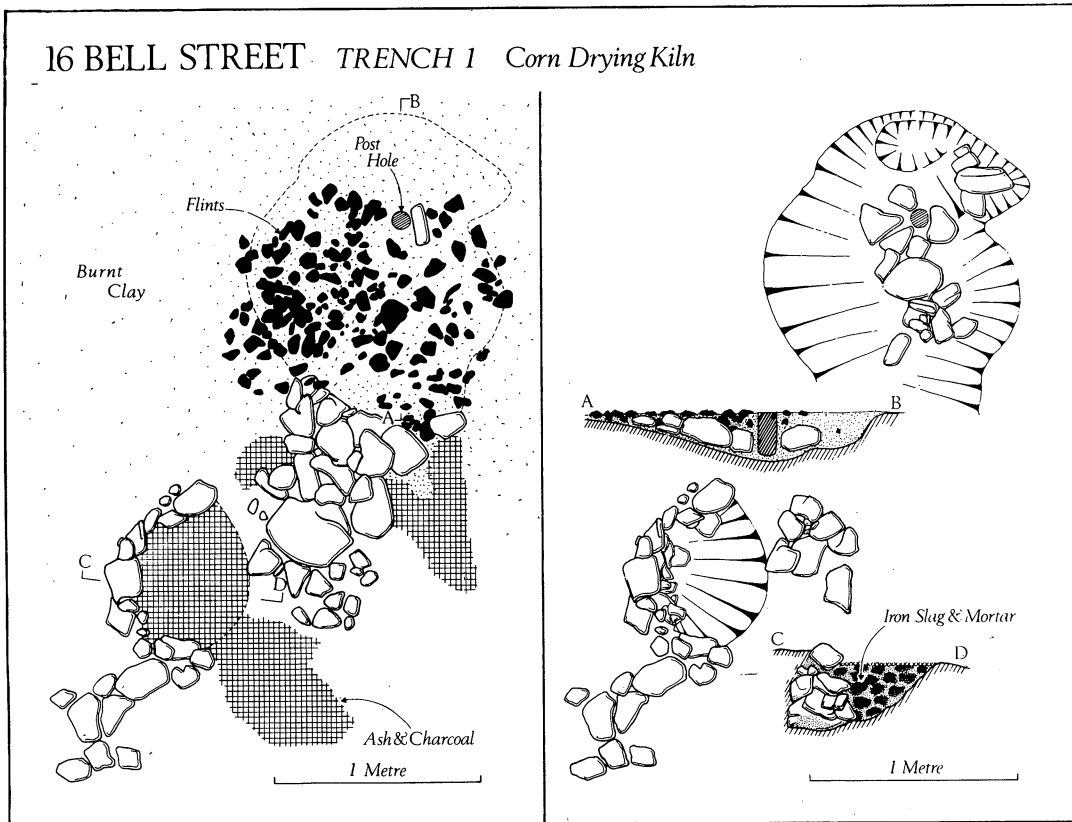 16 BELL STREET TRENCH 1 Corn Drying Kiln
B
Post
Hole
Flints
Burnt
Clay
A
C
D
Ash & Charcoal
1 Metre
A
B
Iron Slag & Mortar
C
D
1 Metre